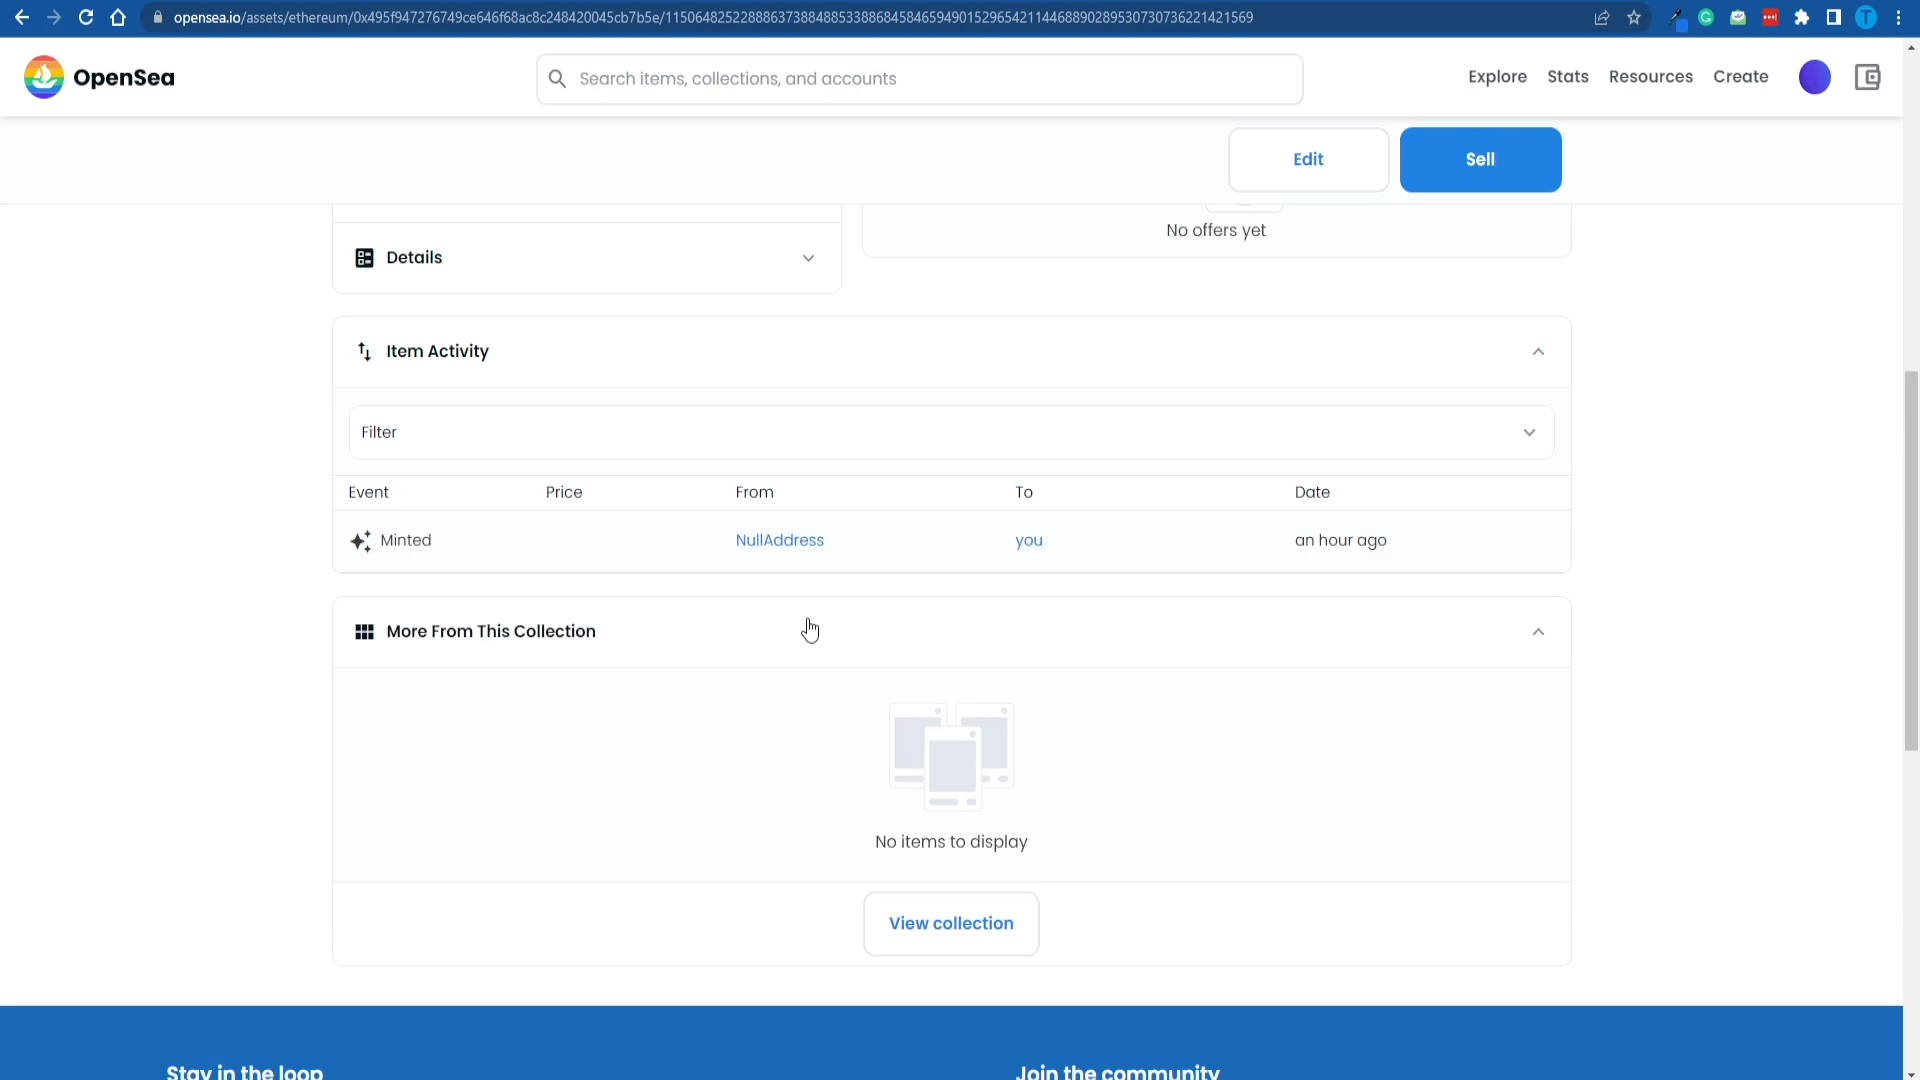 opensea.io/assets/ethereum/0x495f947276749ce646f68ac8c248420045cb7b5e/115064825228886373884885338868458465949015296542114468890289530730736221421569
T
OpenSea
Search items, collections, and accounts
Explore
Stats
Resources
Create
Edit
Sell
No offers yet
Details
Item Activity
Filter
Event
Price
From
To
Date
Minted
NullAddress
you
an hour ago
More From This Collection
No items to display
View collection
Stay in the loop
Join the community